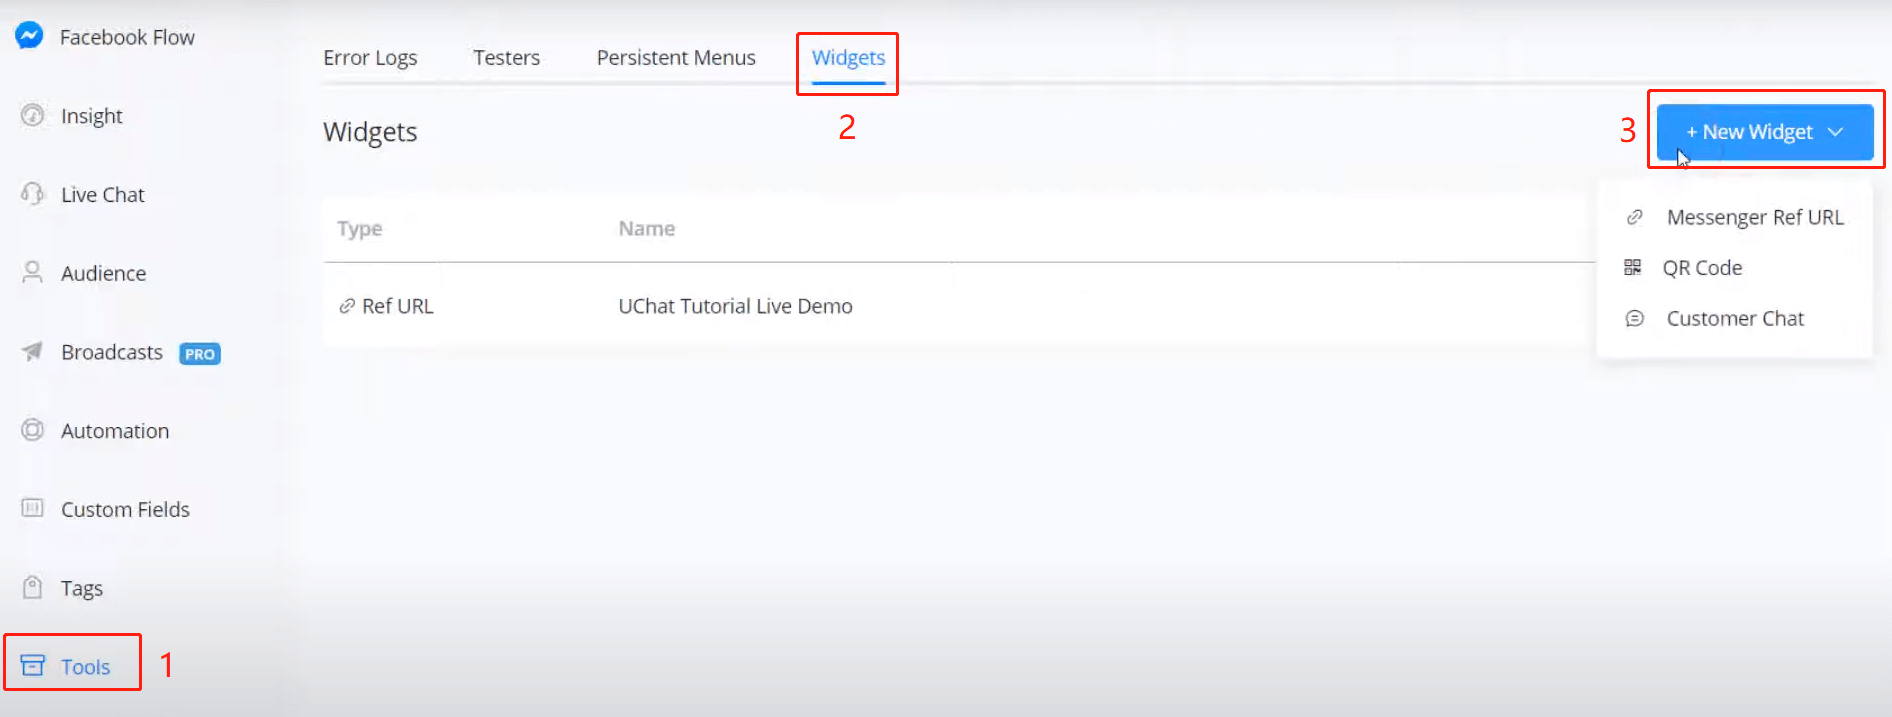 Facebook Flow
Insight
Live Chat
Audience
Broadcasts PRO
Automation
Custom Fields
Tags
Tools 1
Error Logs Testers Persistent Menus Widgets
2
Widgets
3 + New Widget
Type Name
Ref URL UChat Tutorial Live Demo
Messenger Ref URL
QR Code
Customer Chat